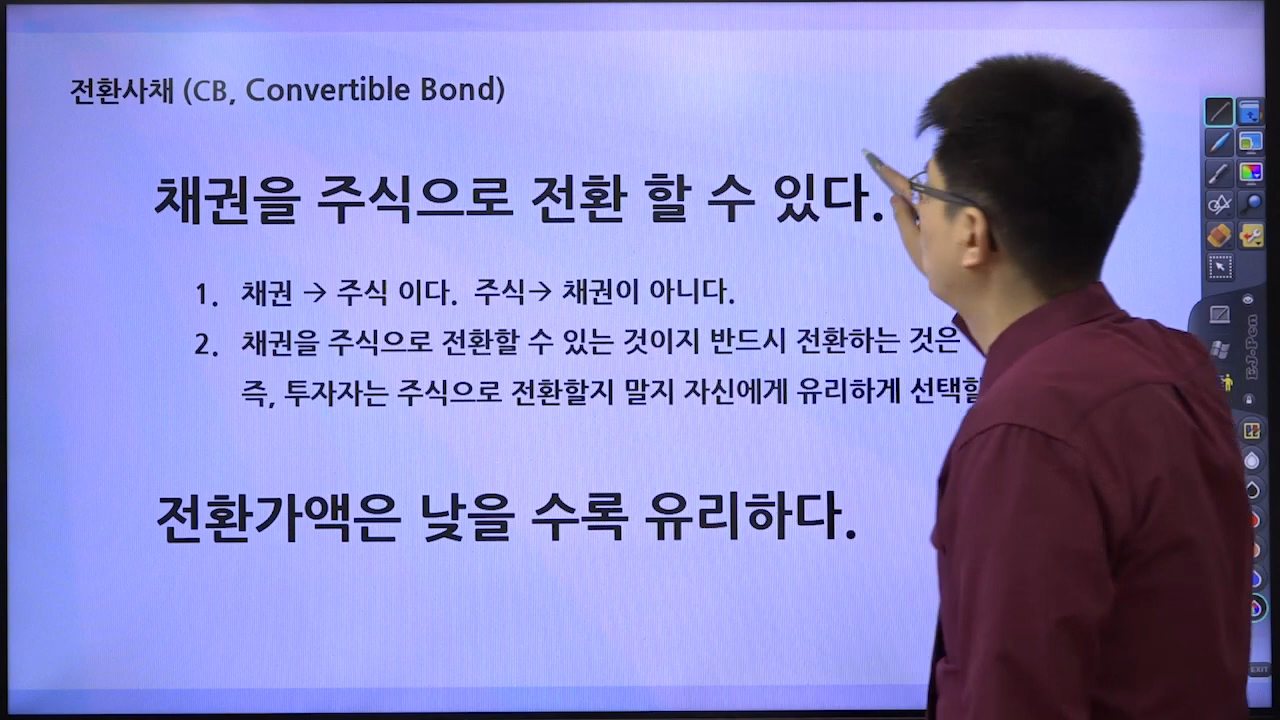 전환사채 (CB, Convertible Bond)
채권을 주식으로 전환 할 수 있다.
1. 채권 → 주식 이다. 주식→ 채권이 아니다.
2. 채권을 주식으로 전환할 수 있는 것이지 반드시 전환하는 것은
즉, 투자자는 주식으로 전환할지 말지 자신에게 유리하게
전환가액은 낮을 수록 유리하다.
E.J-Pen
EXIT